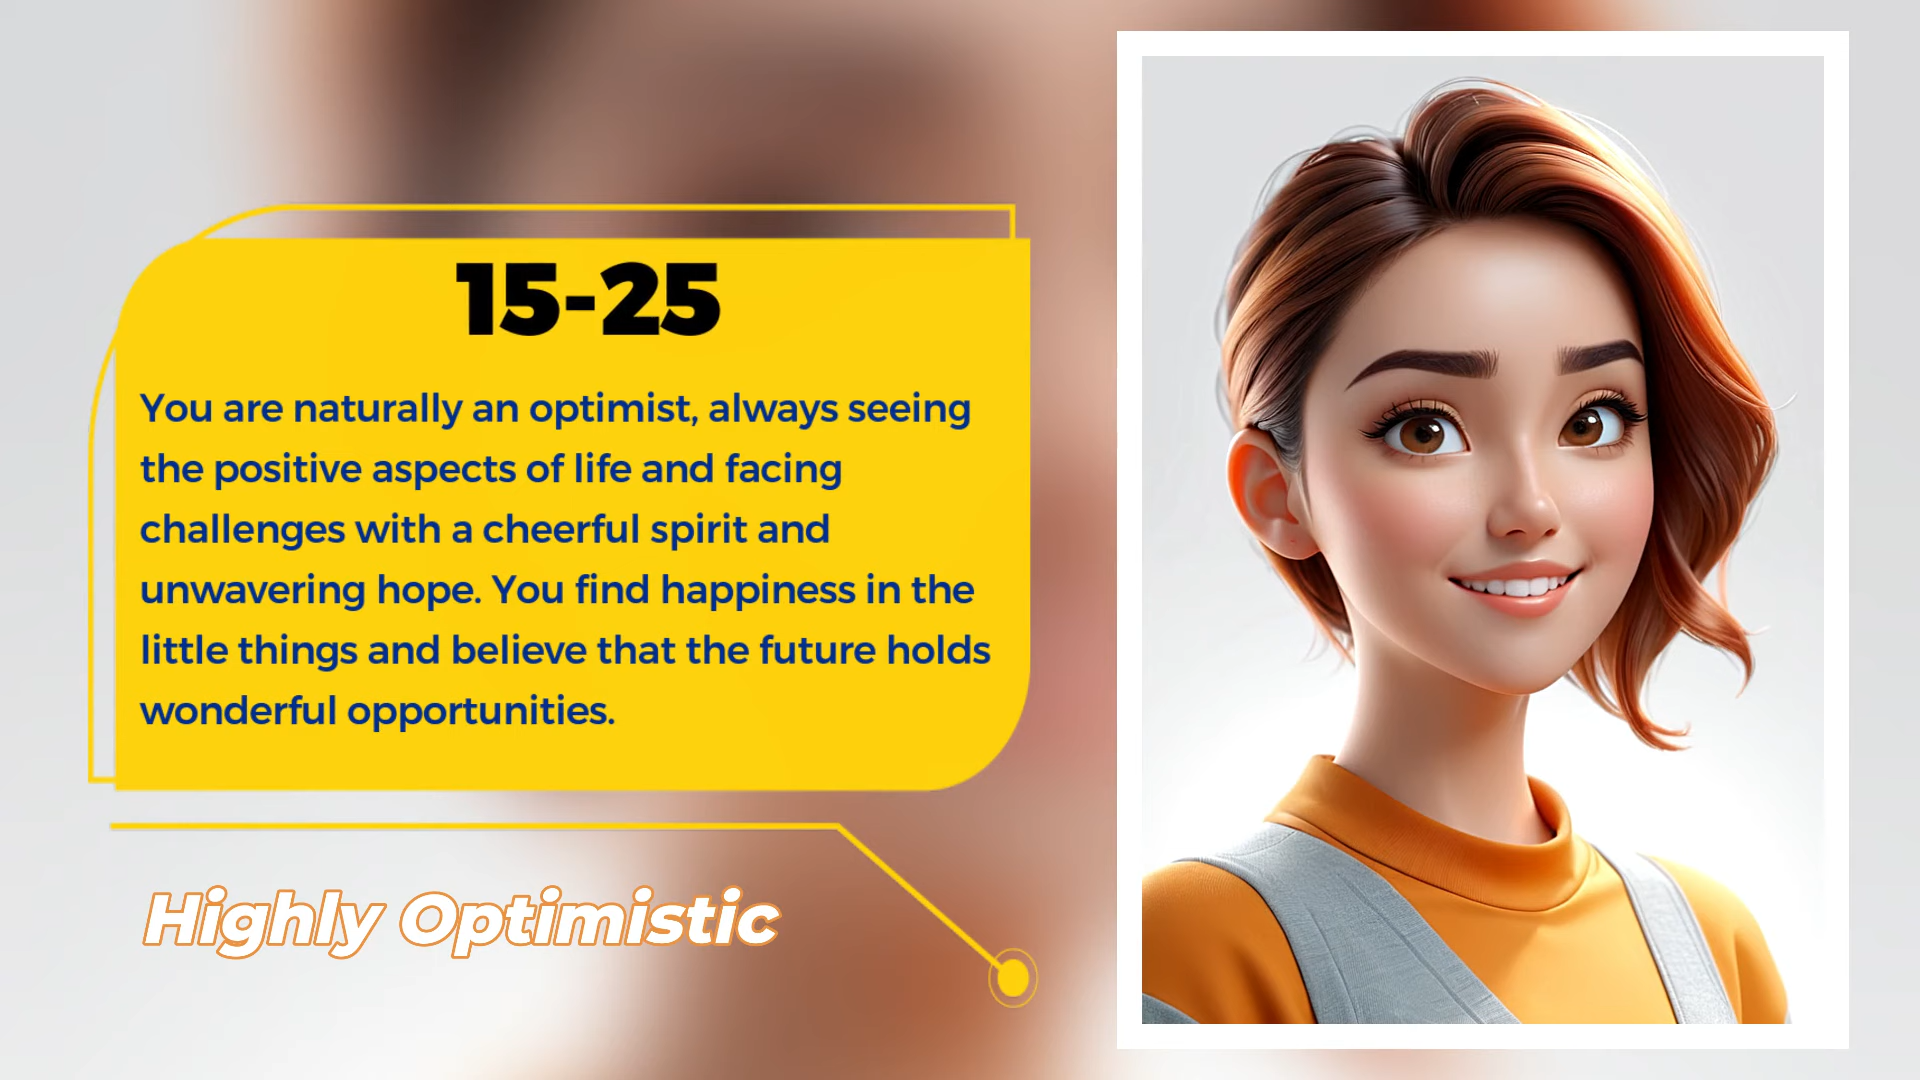 15-25
You are naturally an optimist, always seeing
the positive aspects of life and facing
challenges with a cheerful spirit and
unwavering hope. You find happiness in the
little things and believe that the future holds
wonderful opportunities.
Highly Optimistic